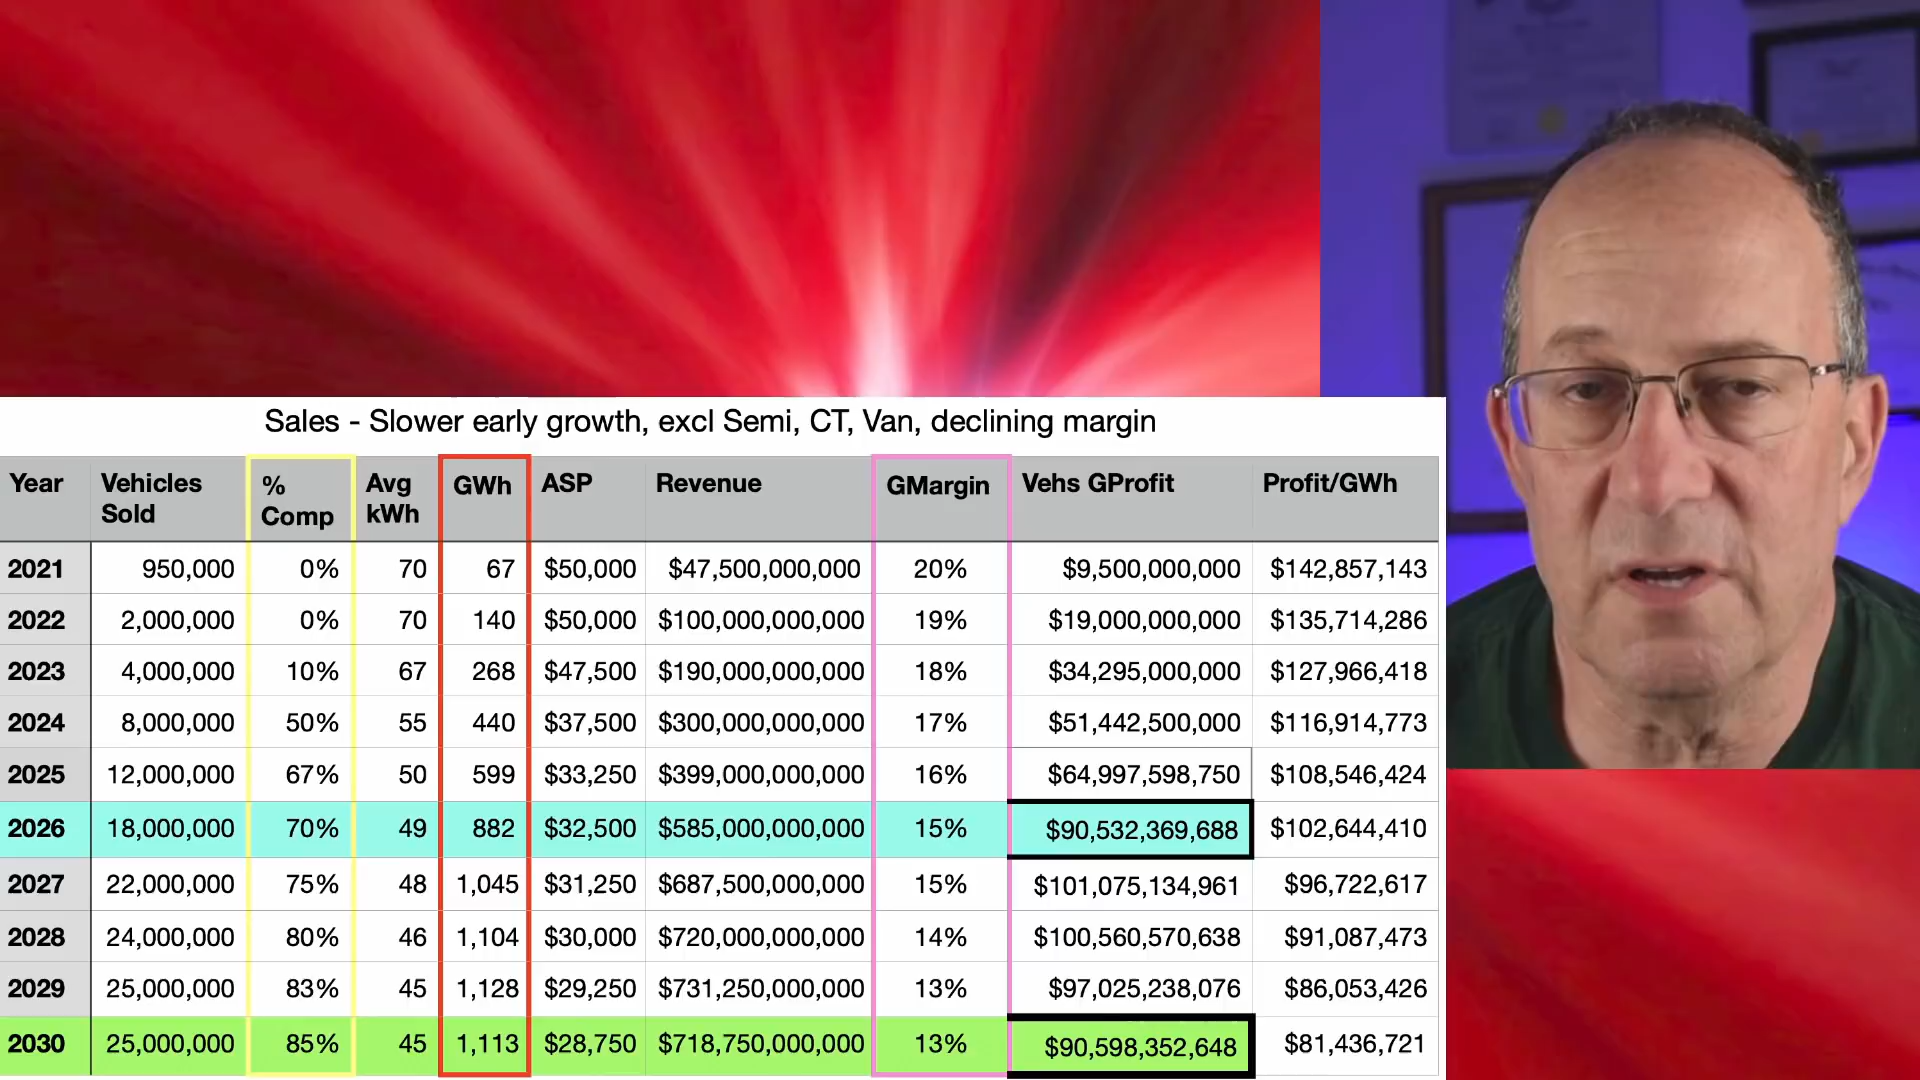 Sales - Slower early growth, excl Semi, CT, Van, declining margin
Year Vehicles Sold % Comp Avg kWh GWh ASP Revenue GMargin Vehs GProfit Profit/GWh
2021 950,000 0% 70 67 $50,000 $47,500,000,000 20% $9,500,000,000 $142,857,143
2022 2,000,000 0% 70 140 $50,000 $100,000,000,000 19% $19,000,000,000 $135,714,286
2023 4,000,000 10% 67 268 $47,500 $190,000,000,000 18% $34,295,000,000 $127,966,418
2024 8,000,000 50% 55 440 $37,500 $300,000,000,000 17% $51,442,500,000 $116,914,773
2025 12,000,000 67% 50 599 $33,250 $399,000,000,000 16% $64,997,598,750 $108,546,424
2026 18,000,000 70% 49 882 $32,500 $585,000,000,000 15% $90,532,369,688 $102,644,410
2027 22,000,000 75% 48 1,045 $31,250 $687,500,000,000 15% $101,075,134,961 $96,722,617
2028 24,000,000 80% 46 1,104 $30,000 $720,000,000,000 14% $100,560,570,638 $91,087,473
2029 25,000,000 83% 45 1,128 $29,250 $731,250,000,000 13% $97,025,238,076 $86,053,426
2030 25,000,000 85% 45 1,113 $28,750 $718,750,000,000 13% $90,598,352,648 $81,436,721